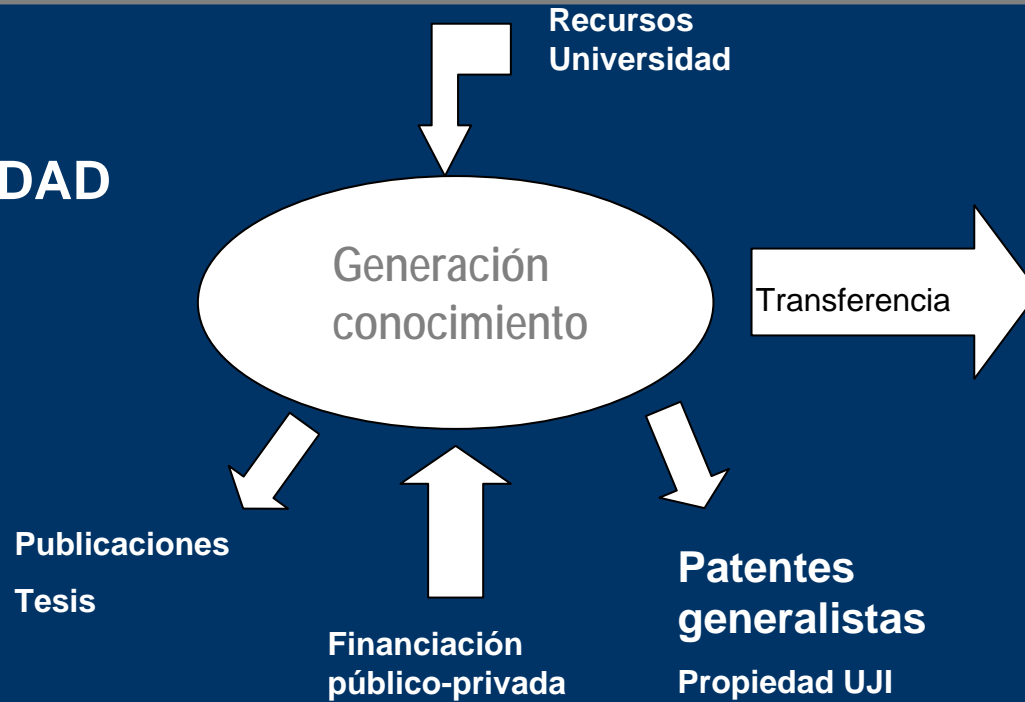 Recursos
Universidad
DAD
Generación
conocimiento
Transferencia
Publicaciones
Tesis
Financiación
público-privada
Patentes
generalistas
Propiedad UJI